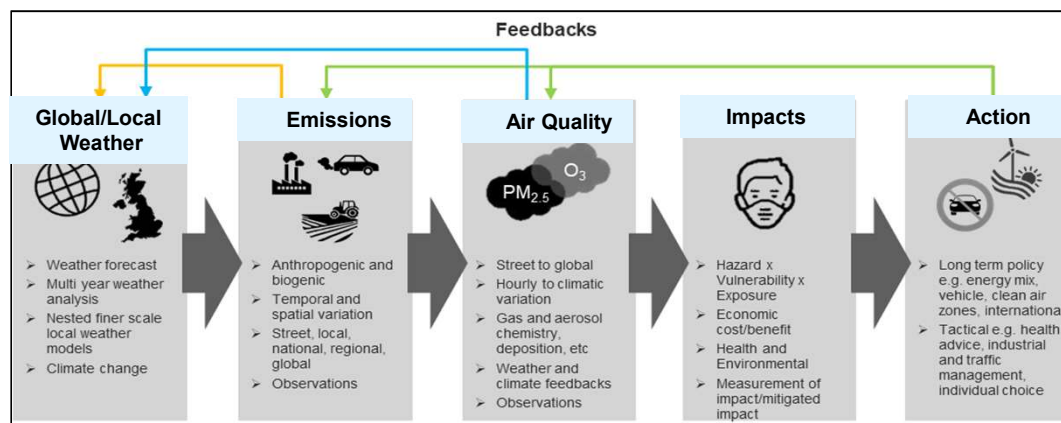 Feedbacks
Global/Local
Weather
➢ Weather forecast
➢ Multi year weather
analysis
➢ Nested finer scale
local weather
models
➢ Climate change
Emissions
➢ Anthropogenic and
biogenic
➢ Temporal and
spatial variation
➢ Street, local,
national, regional,
global
➢ Observations
Air Quality
PM2.5
O3
➢ Street to global
➢ Hourly to climatic
variation
➢ Gas and aerosol
chemistry,
deposition, etc
➢ Weather and
climate feedbacks
➢ Observations
Impacts
➢ Hazard x
Vulnerability x
Exposure
➢ Economic
cost/benefit
➢ Health and
Environmental
➢ Measurement of
impact/mitigated
impact
Action
➢ Long term policy
e.g. energy mix,
vehicle, clean air
zones, internationa
➢ Tactical e.g. health
advice, industrial
and traffic
management,
individual choice